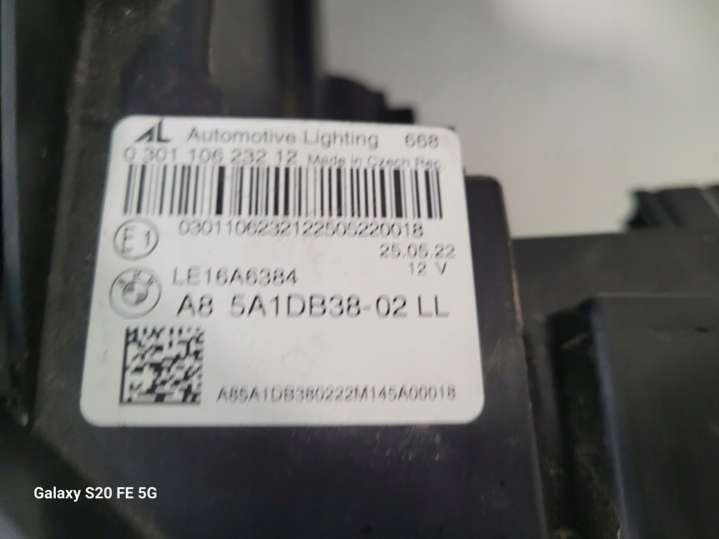 AL Automotive Lighting 668
0 301 106 232 12 Made in Czech Rep.
0301106232122505220018
E1
25.05.22
12 V
LE16A6384
A8 5A1DB38-02 LL
A85A1DB380222M145A00018
Galaxy S20 FE 5G